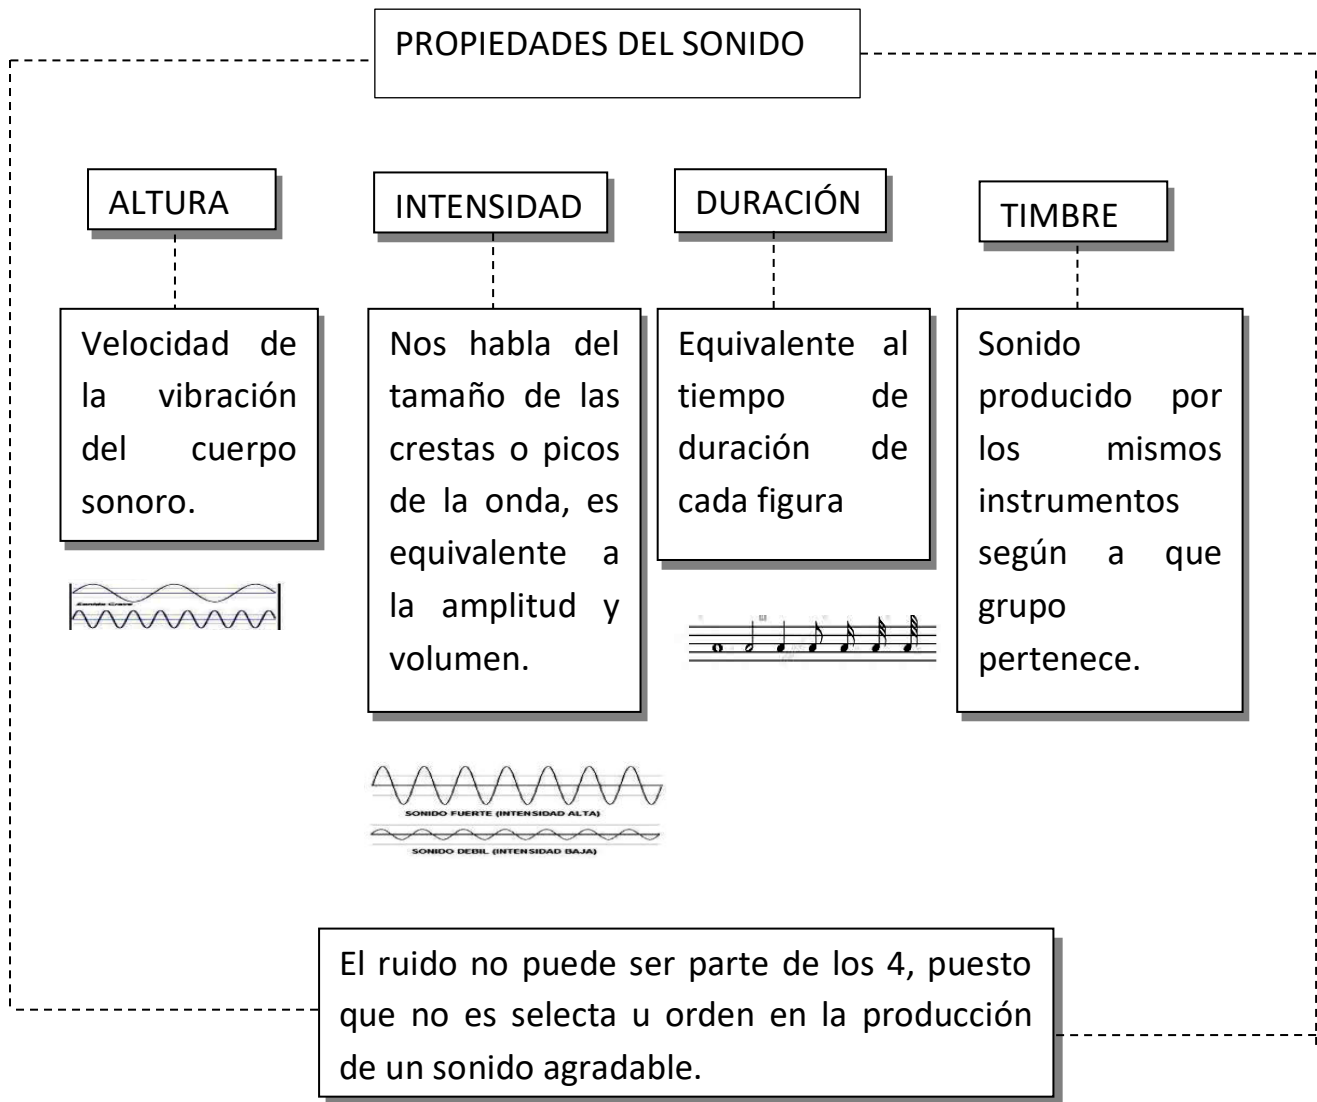 PROPIEDADES DEL SONIDO
ALTURA
Velocidad de
la vibración
del cuerpo
sonoro.
Sonido Grave
INTENSIDAD
Nos habla del
tamaño de las
crestas o picos
de la onda, es
equivalente a
la amplitud y
volumen.
SONIDO FUERTE (INTENSIDAD ALTA)
SONIDO DEBIL (INTENSIDAD BAJA)
DURACIÓN
Equivalente al
tiempo de
duración de
cada figura
TIMBRE
Sonido
producido por
los mismos
instrumentos
según a que
grupo
pertenece.
El ruido no puede ser parte de los 4, puesto
que no es selecta u orden en la producción
de un sonido agradable.